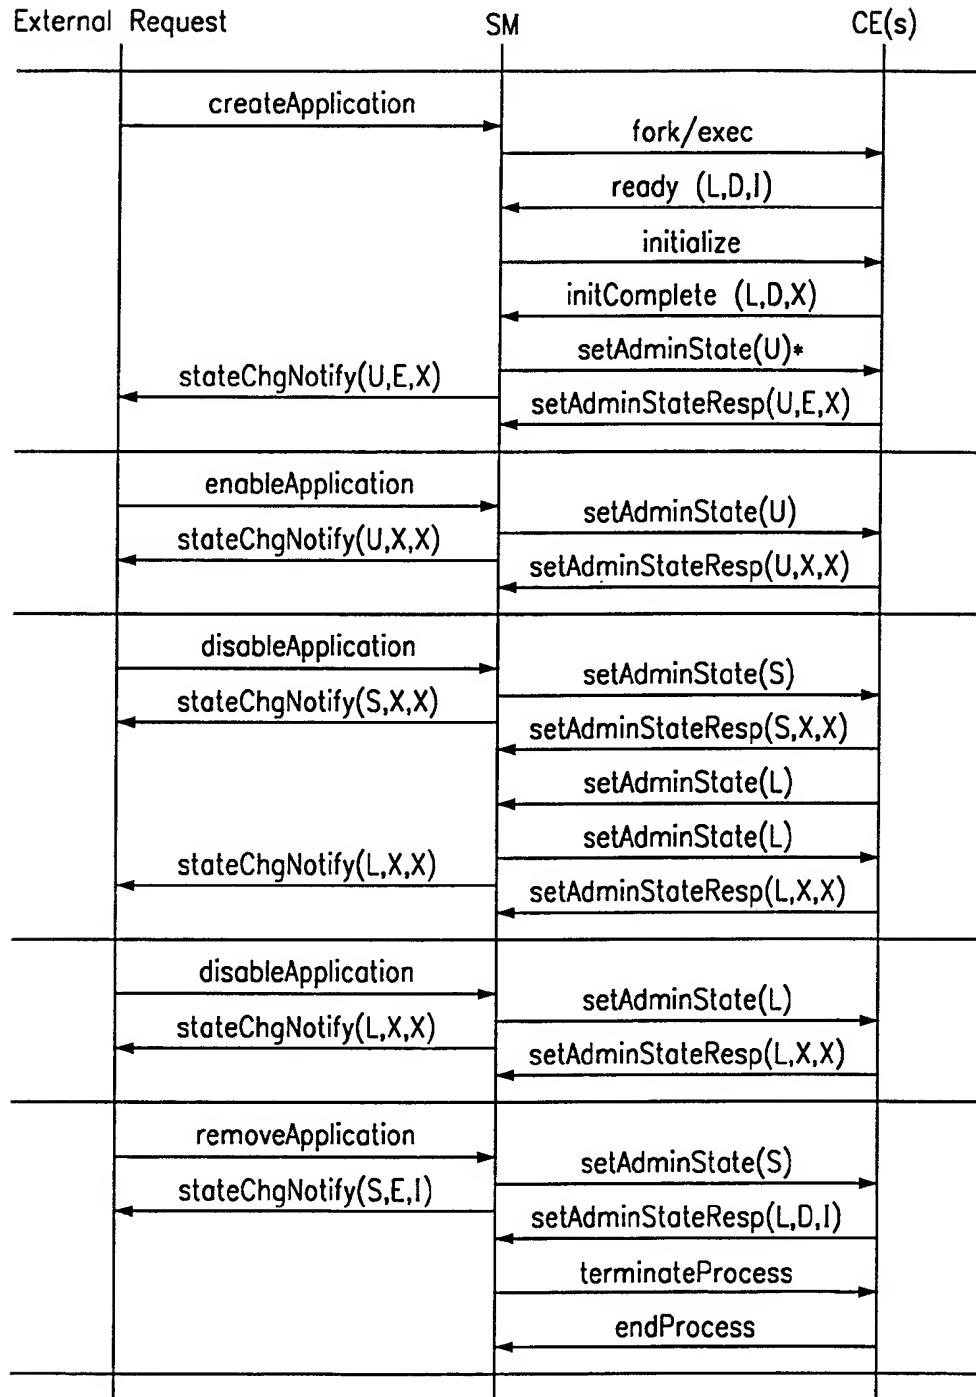 External Request SM CE(s)
createApplication
fork/exec
ready (L,D,I)
initialize
initComplete (L,D,X)
setAdminState(U)*
stateChgNotify(U,E,X)
setAdminStateResp(U,E,X)
enableApplication
setAdminState(U)
stateChgNotify(U,X,X)
setAdminStateResp(U,X,X)
disableApplication
setAdminState(S)
stateChgNotify(S,X,X)
setAdminStateResp(S,X,X)
setAdminState(L)
setAdminState(L)
stateChgNotify(L,X,X)
setAdminStateResp(L,X,X)
disableApplication
setAdminState(L)
stateChgNotify(L,X,X)
setAdminStateResp(L,X,X)
removeApplication
setAdminState(S)
stateChgNotify(S,E,I)
setAdminStateResp(L,D,I)
terminateProcess
endProcess